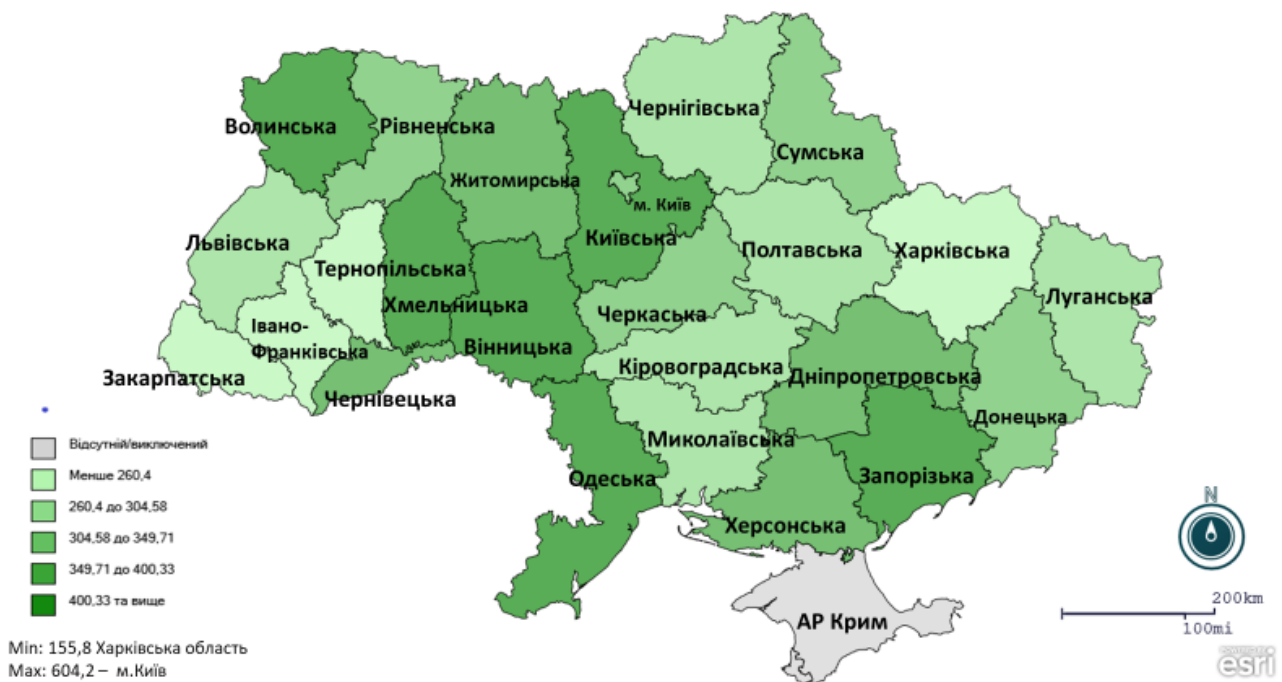 Чернігівська
Волинська
Рівненська
Сумська
Житомирська
м. Київ
Київська
Львівська
Полтавська
Харківська
Тернопільська
Луганська
Хмельницька
Черкаська
Івано-
Франківська
Вінницька
Кіровоградська
Закарпатська
Дніпропетровська
Чернівецька
Донецька
Миколаївська
Одеська
Запорізька
Херсонська
АР Крим
Відсутній/виключений
Менше 260,4
260,4 до 304,58
304,58 до 349,71
349,71 до 400,33
400,33 та вище
Min: 155,8 Харківська область
Max: 604,2 – м.Київ
N
200km
100mi
esri